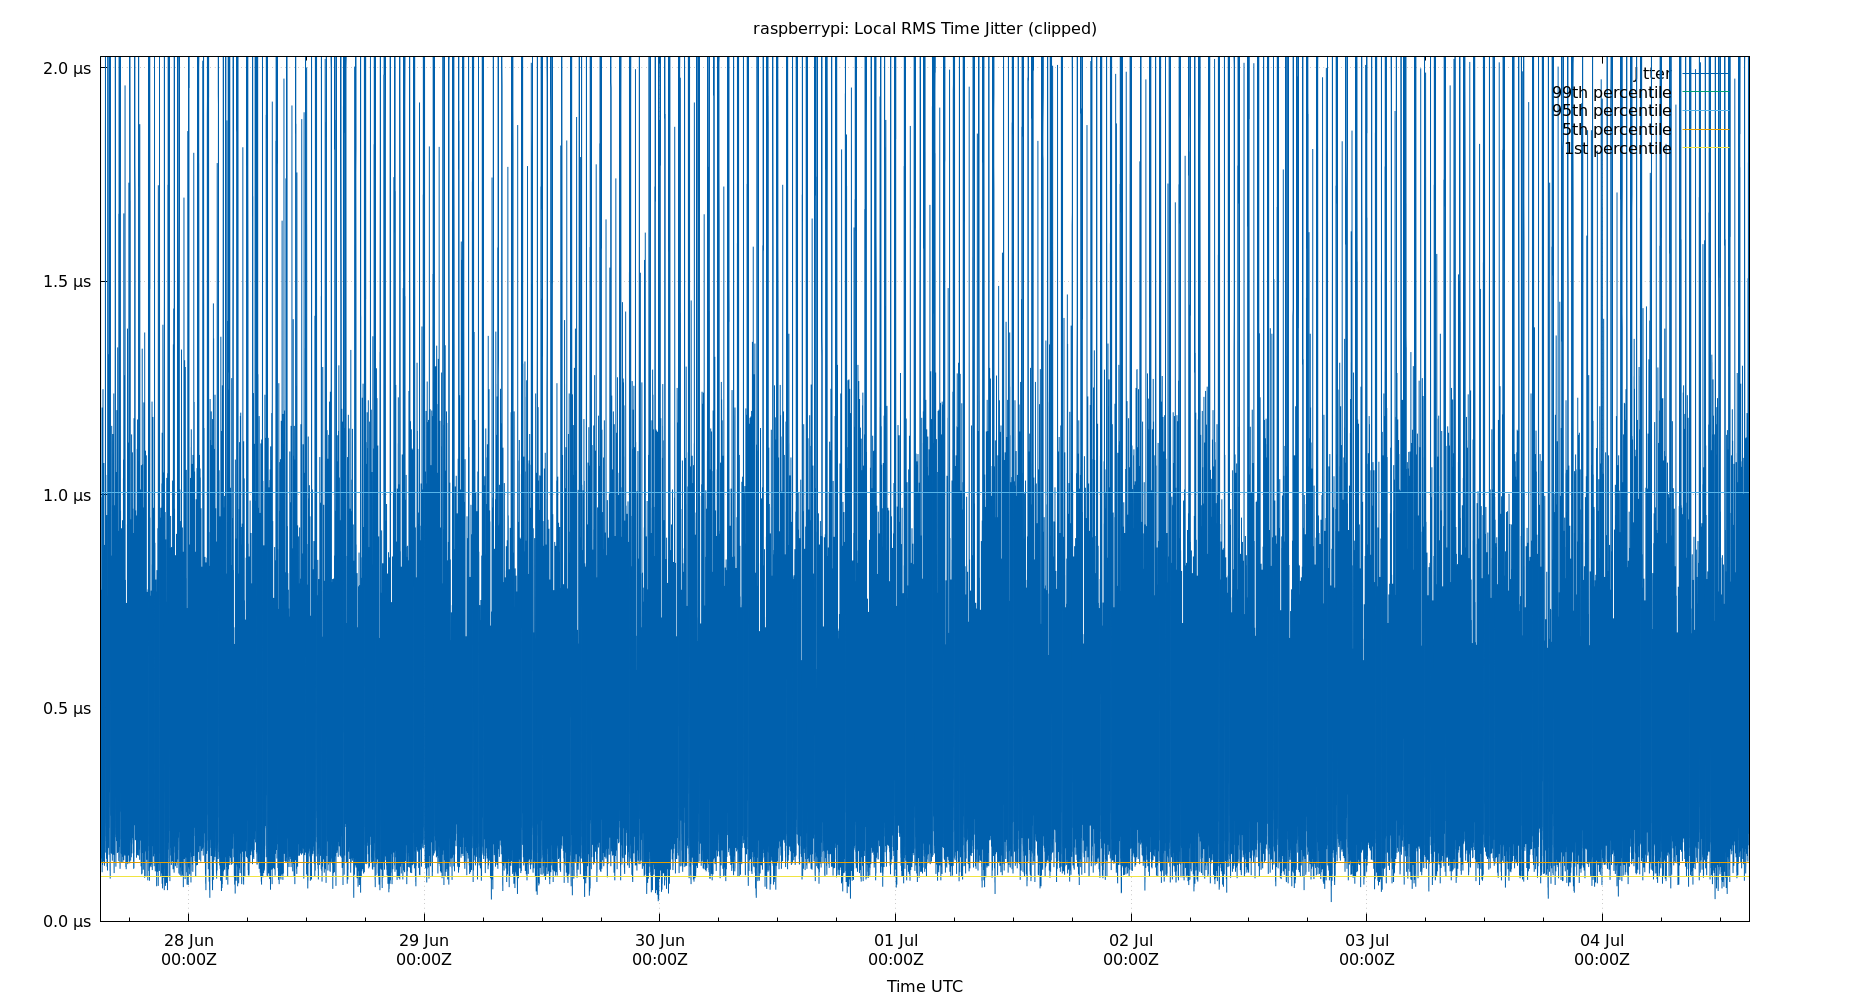 raspberrypi: Local RMS Time Jitter (clipped)
2.0 µs
1.5 µs
1.0 µs
0.5 µs
0.0 µs
jitter
99th percentile
95th percentile
5th percentile
1st percentile
28 Jun
00:00Z
29 Jun
00:00Z
30 Jun
00:00Z
01 Jul
00:00Z
02 Jul
00:00Z
03 Jul
00:00Z
04 Jul
00:00Z
Time UTC